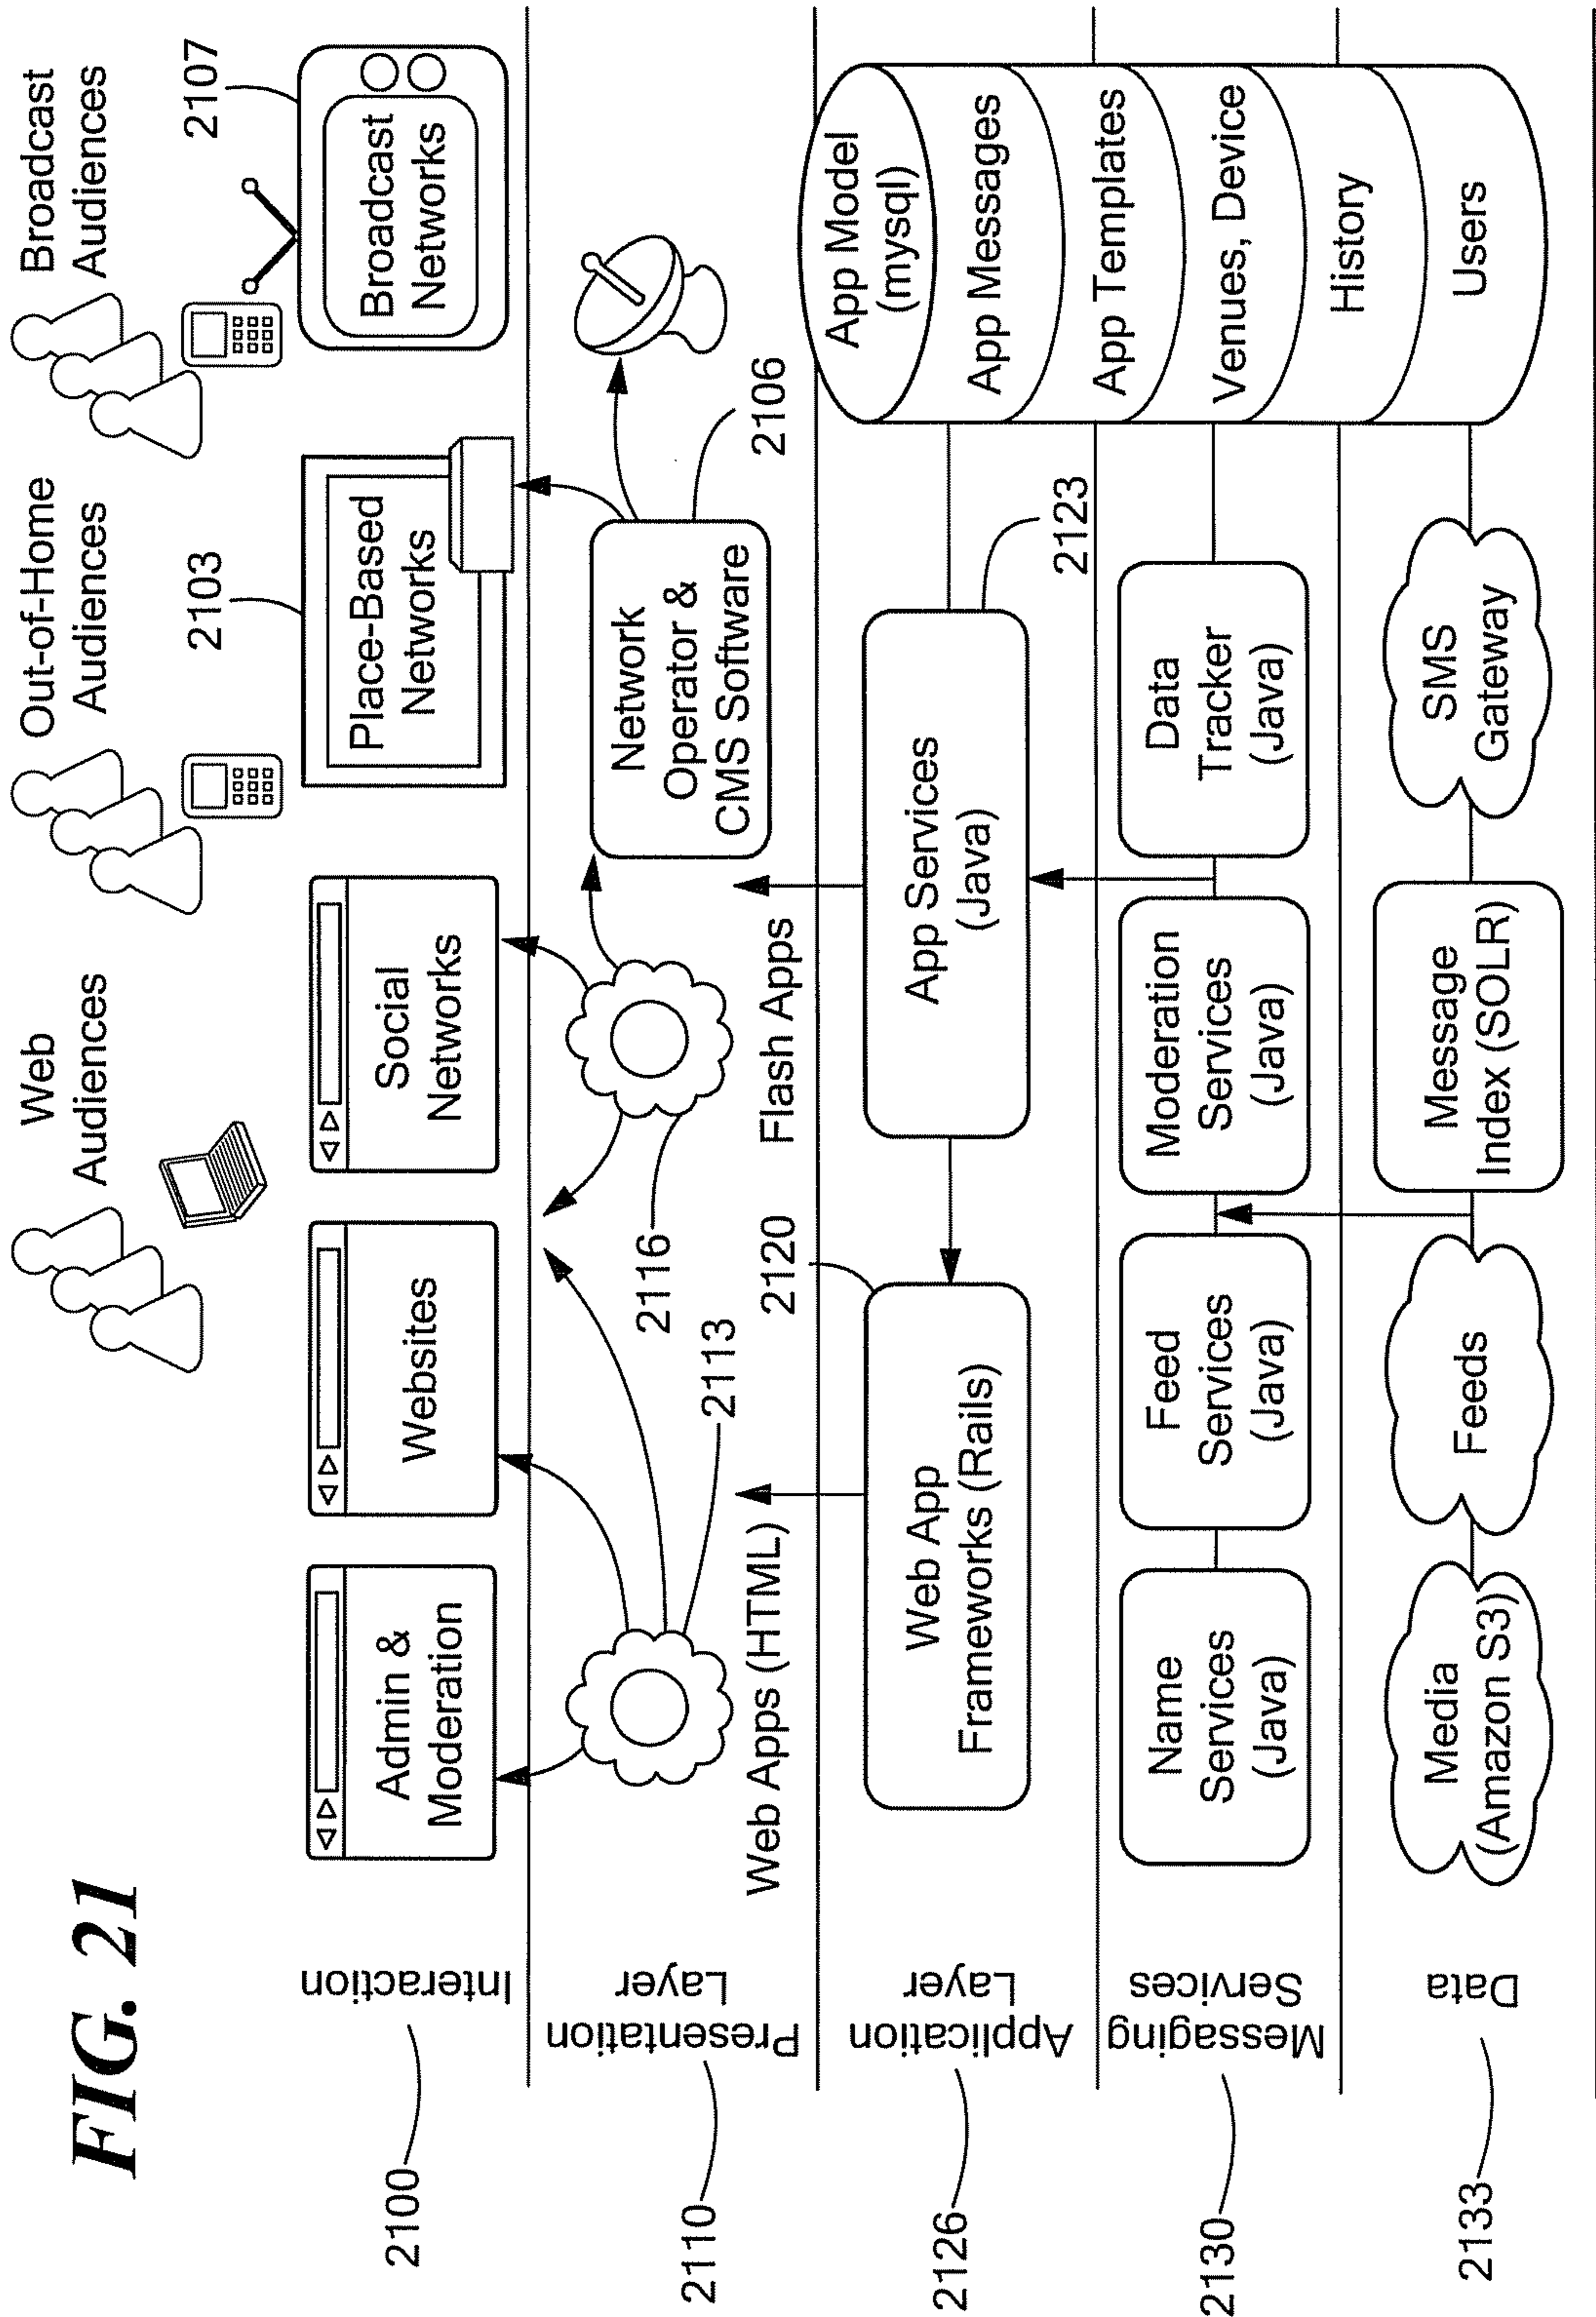 FIG. 21
Web
Audiences
Out-of-Home
Audiences
Broadcast
Audiences
2103
2107
2100
Interaction
Admin &
Moderation
Websites
Social
Networks
Place-Based
Networks
Broadcast
Networks
2110
Presentation
Layer
2113
2116
Network
Operator &
CMS Software
2106
Web Apps (HTML)
Flash Apps
2120
2126
Application
Layer
Web App
Frameworks (Rails)
App Services
(Java)
2123
2130
Messaging
Services
Name
Services
(Java)
Feed
Services
(Java)
Moderation
Services
(Java)
Data
Tracker
(Java)
2133
Data
Media
(Amazon S3)
Feeds
Message
Index (SOLR)
SMS
Gateway
App Model
(mysql)
App Messages
App Templates
Venues, Device
History
Users